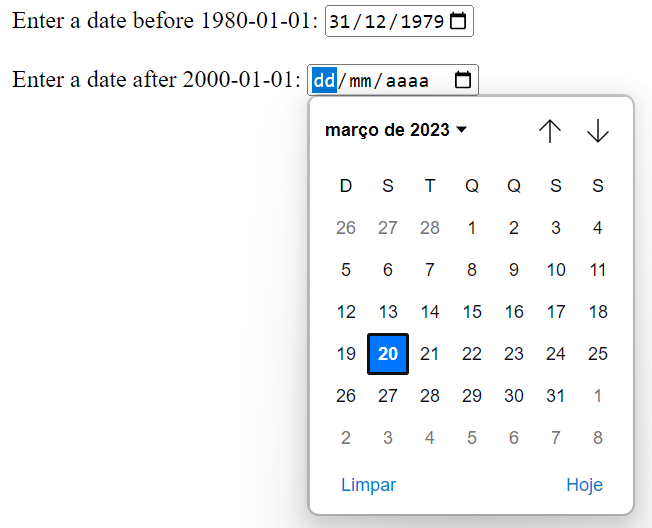 Enter a date before 1980-01-01: 31/12/1979
Enter a date after 2000-01-01: dd/mm/aaaa
março de 2023
D S T Q Q S S
26 27 28 1 2 3 4
5 6 7 8 9 10 11
12 13 14 15 16 17 18
19 20 21 22 23 24 25
26 27 28 29 30 31 1
2 3 4 5 6 7 8
Limpar Hoje